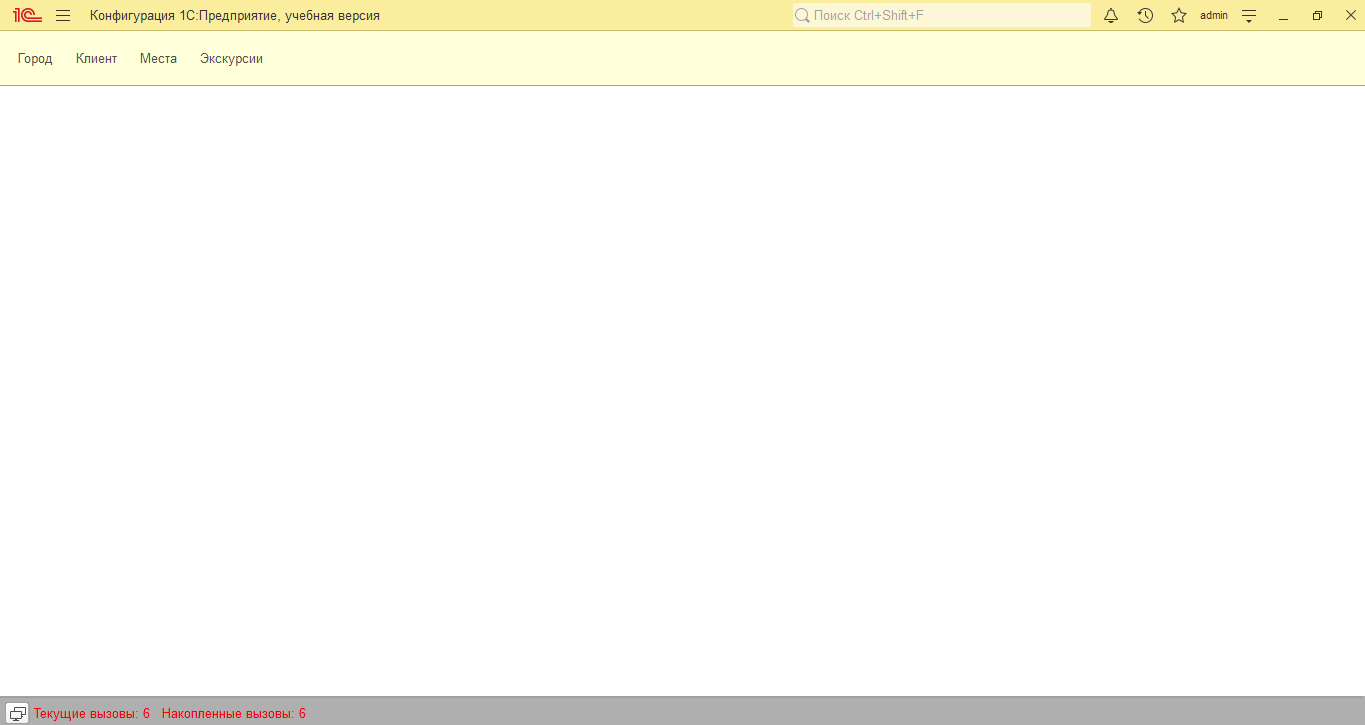 1С Конфигурация 1С:Предприятие, учебная версия Поиск Ctrl+Shift+F admin
Город Клиент Места Экскурсии
Текущие вызовы: 6 Накопленные вызовы: 6